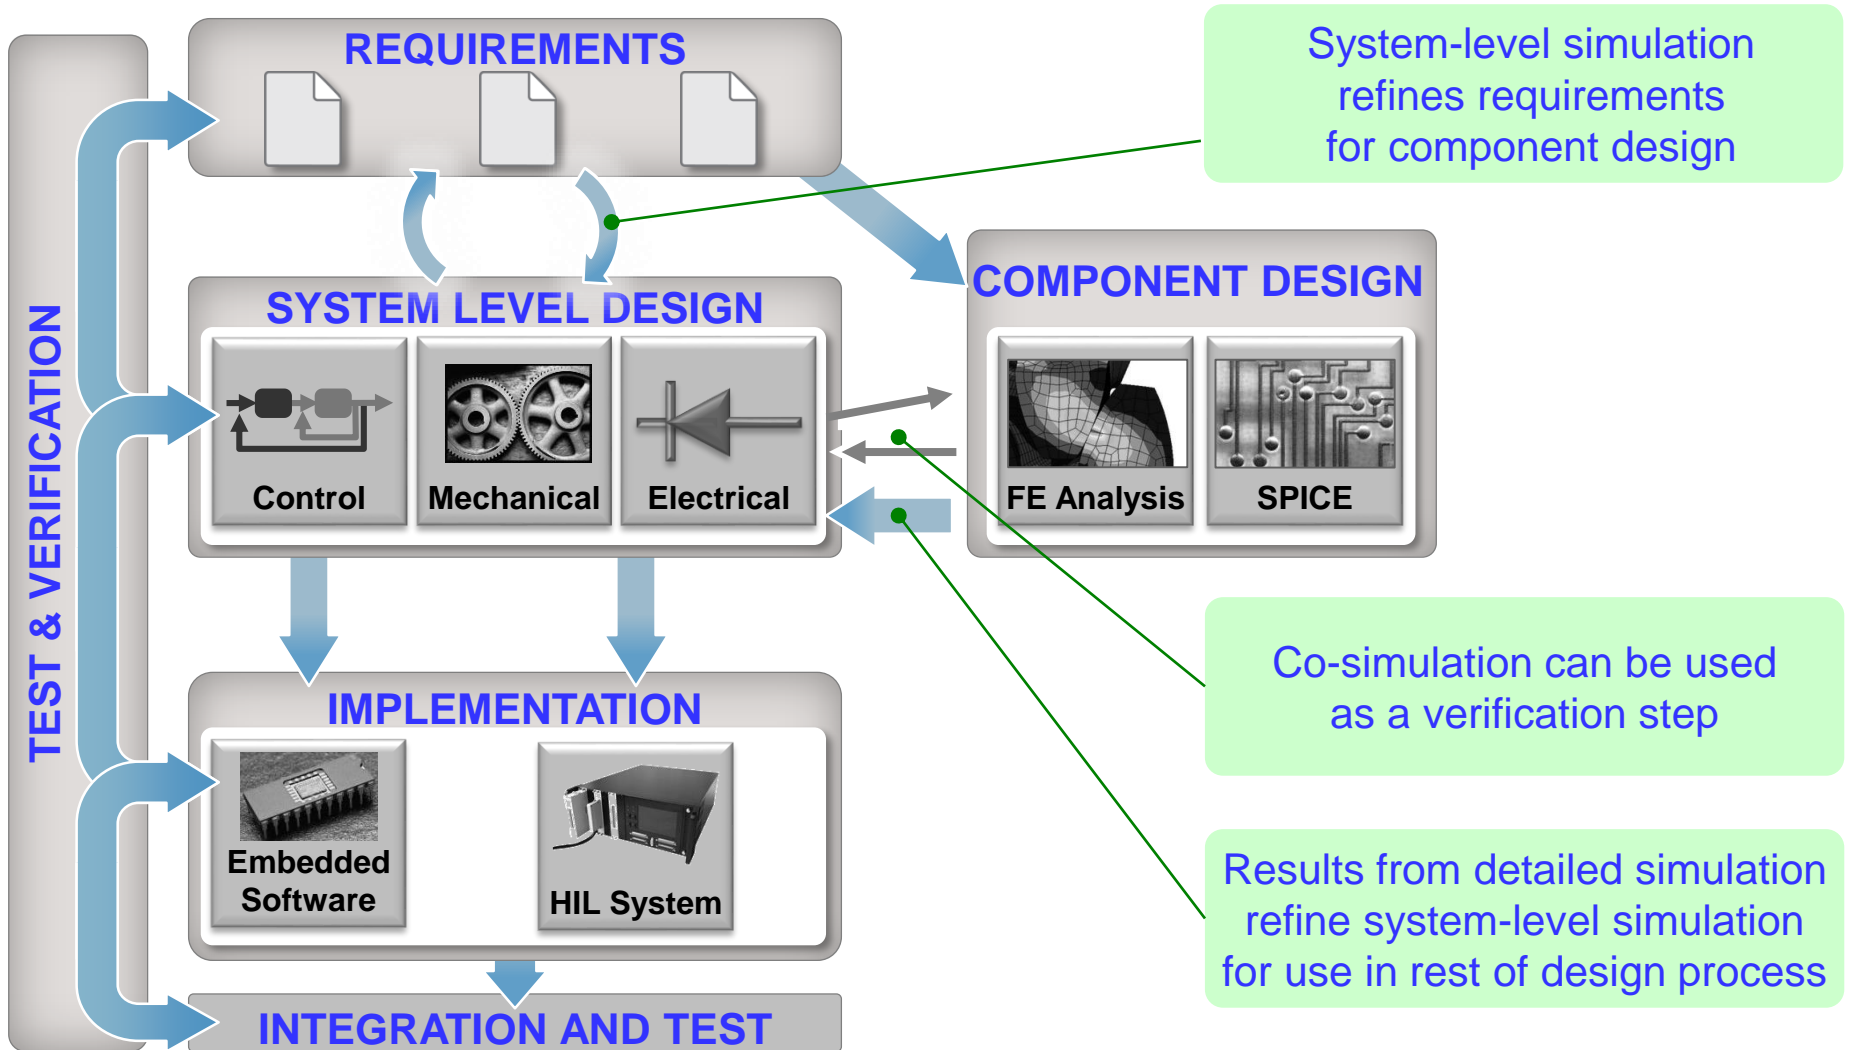 REQUIREMENTS
System-level simulation
refines requirements
for component design
TEST & VERIFICATION
SYSTEM LEVEL DESIGN
Control
Mechanical
Electrical
COMPONENT DESIGN
FE Analysis
SPICE
Co-simulation can be used
as a verification step
IMPLEMENTATION
Embedded
Software
HIL System
Results from detailed simulation
refine system-level simulation
for use in rest of design process
INTEGRATION AND TEST